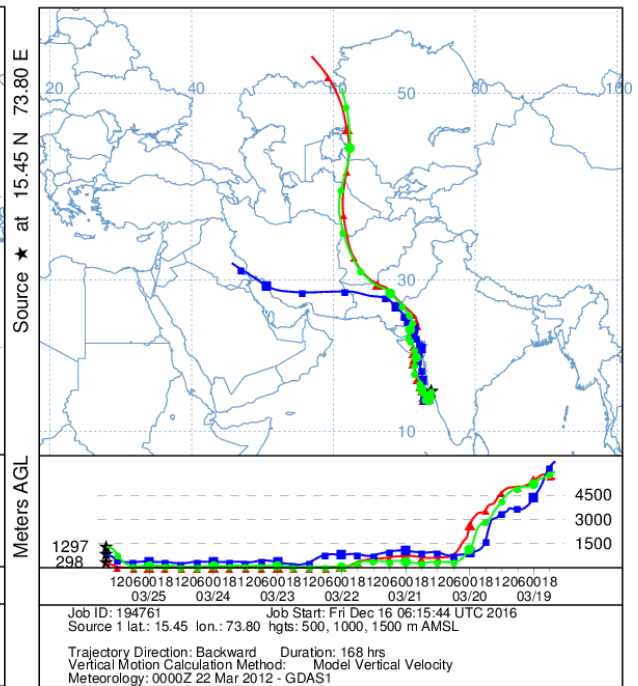 Source ★ at 15.45 N 73.80 E
20 40 80 100
50
30
10
Meters AGL
4500
3000
1500
1297
298
12060018120600181206001812060018120600181206001812060018
03/25 03/24 03/23 03/22 03/21 03/20 03/19
Job ID: 194761 Job Start: Fri Dec 16 06:15:44 UTC 2016
Source 1 lat.: 15.45 lon.: 73.80 hgts: 500, 1000, 1500 m AMSL
Trajectory Direction: Backward Duration: 168 hrs
Vertical Motion Calculation Method: Model Vertical Velocity
Meteorology: 0000Z 22 Mar 2012 - GDAS1